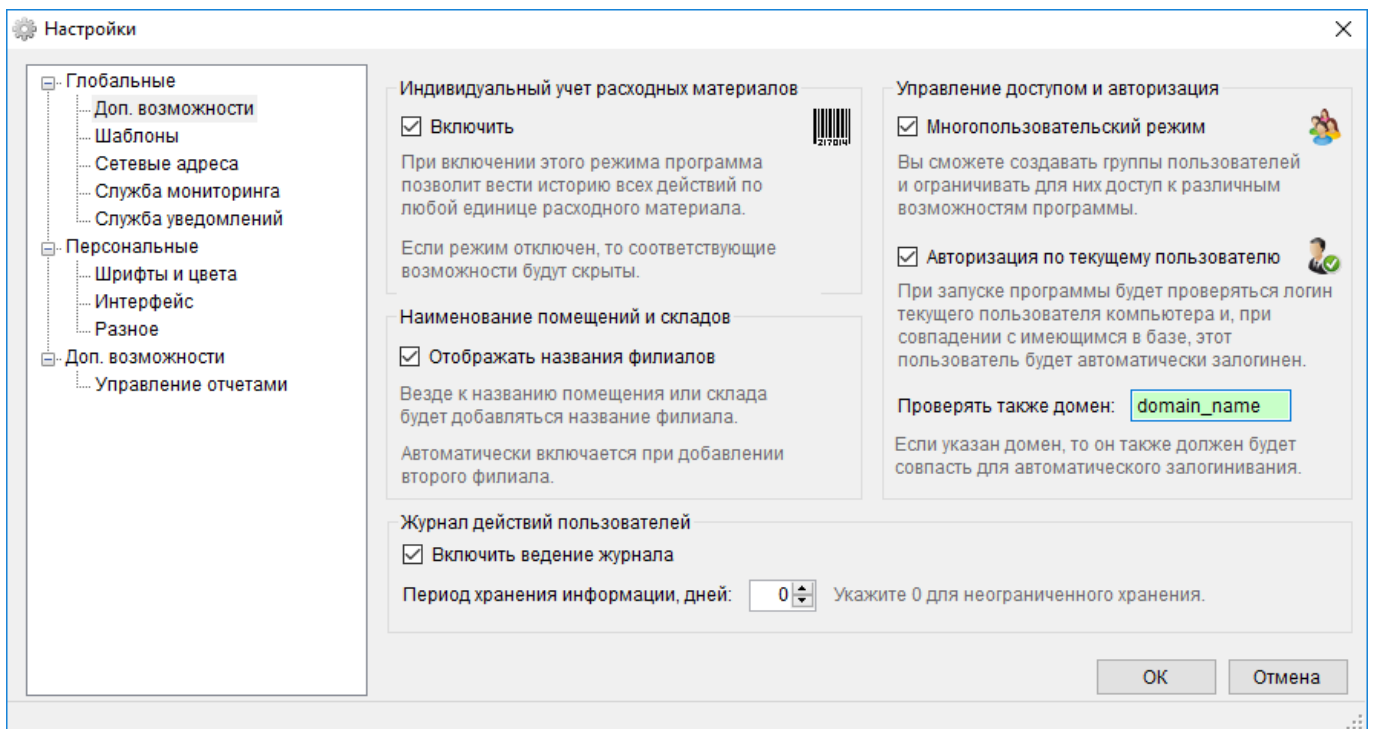 Настройки
Глобальные
Доп. возможности
Шаблоны
Сетевые адреса
Служба мониторинга
Служба уведомлений
Персональные
Шрифты и цвета
Интерфейс
Разное
Доп. возможности
Управление отчетами
Индивидуальный учет расходных материалов
Включить
217014
При включении этого режима программа
позволит вести историю всех действий по
любой единице расходного материала.
Если режим отключен, то соответствующие
возможности будут скрыты.
Наименование помещений и складов
Отображать названия филиалов
Везде к названию помещения или склада
будет добавляться название филиала.
Автоматически включается при добавлении
второго филиала.
Управление доступом и авторизация
Многопользовательский режим
Вы сможете создавать группы пользователей
и ограничивать для них доступ к различным
возможностям программы.
Авторизация по текущему пользователю
При запуске программы будет проверяться логин
текущего пользователя компьютера и, при
совпадении с имеющимся в базе, этот
пользователь будет автоматически залогинен.
Проверять также домен: domain_name
Если указан домен, то он также должен будет
совпасть для автоматического залогинивания.
Журнал действий пользователей
Включить ведение журнала
Период хранения информации, дней: 0 Укажите 0 для неограниченного хранения.
ОК Отмена